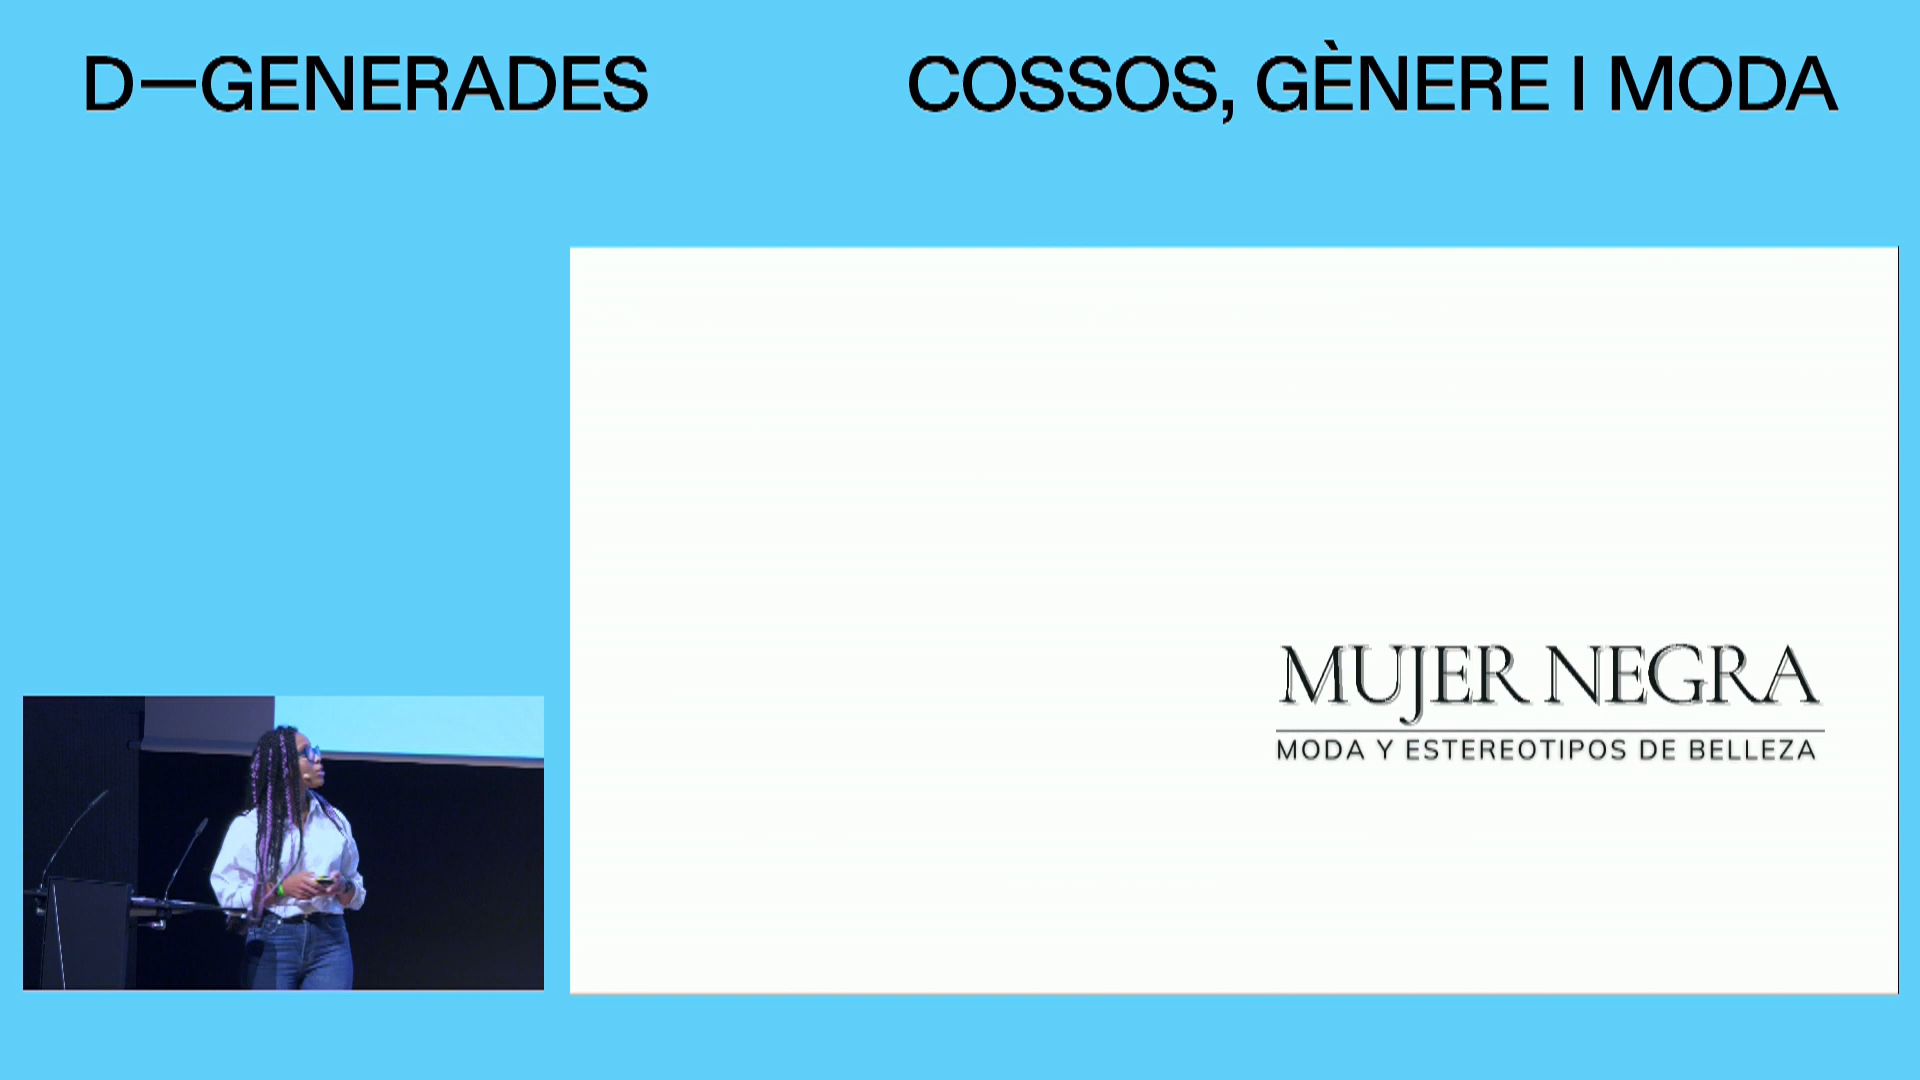 D—GENERADES
COSSOS, GÈNERE I MODA
MUJER NEGRA
MODA Y ESTEREOTIPOS DE BELLEZA